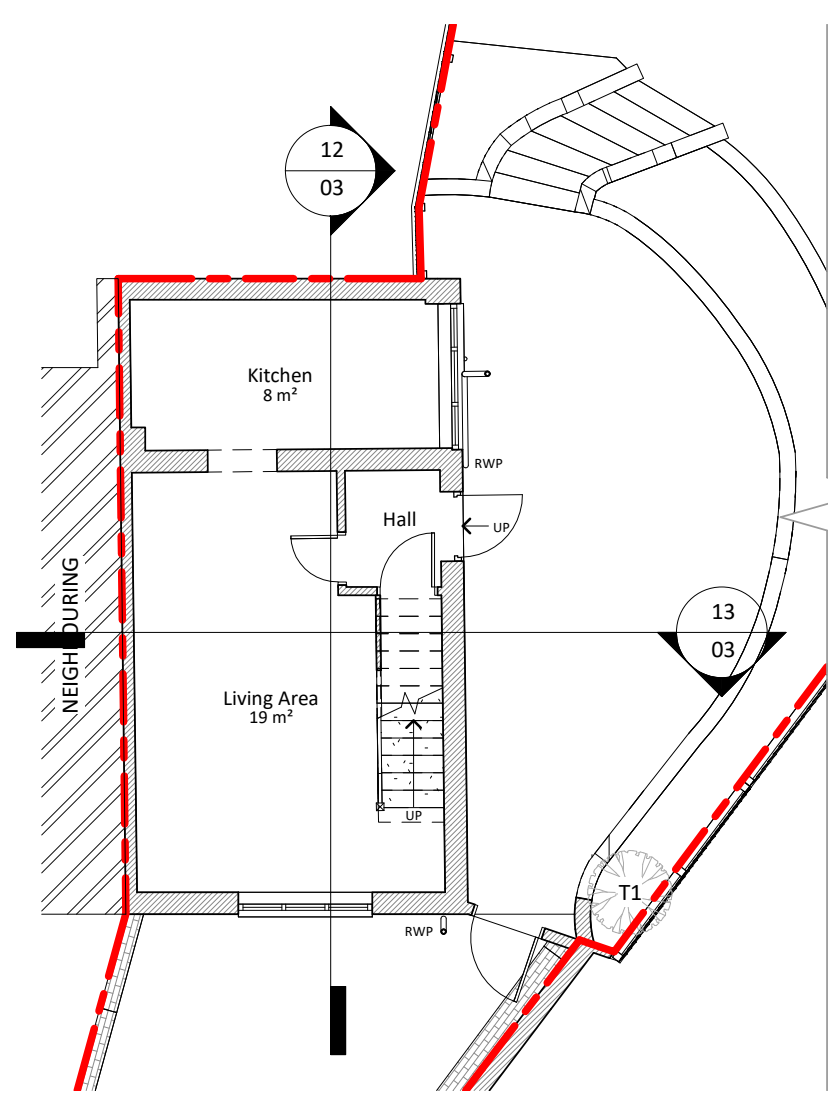 12
03
Kitchen
8 m²
RWP
Hall
UP
13
03
NEIGHBOURING
Living Area
19 m²
UP
T1
RWP